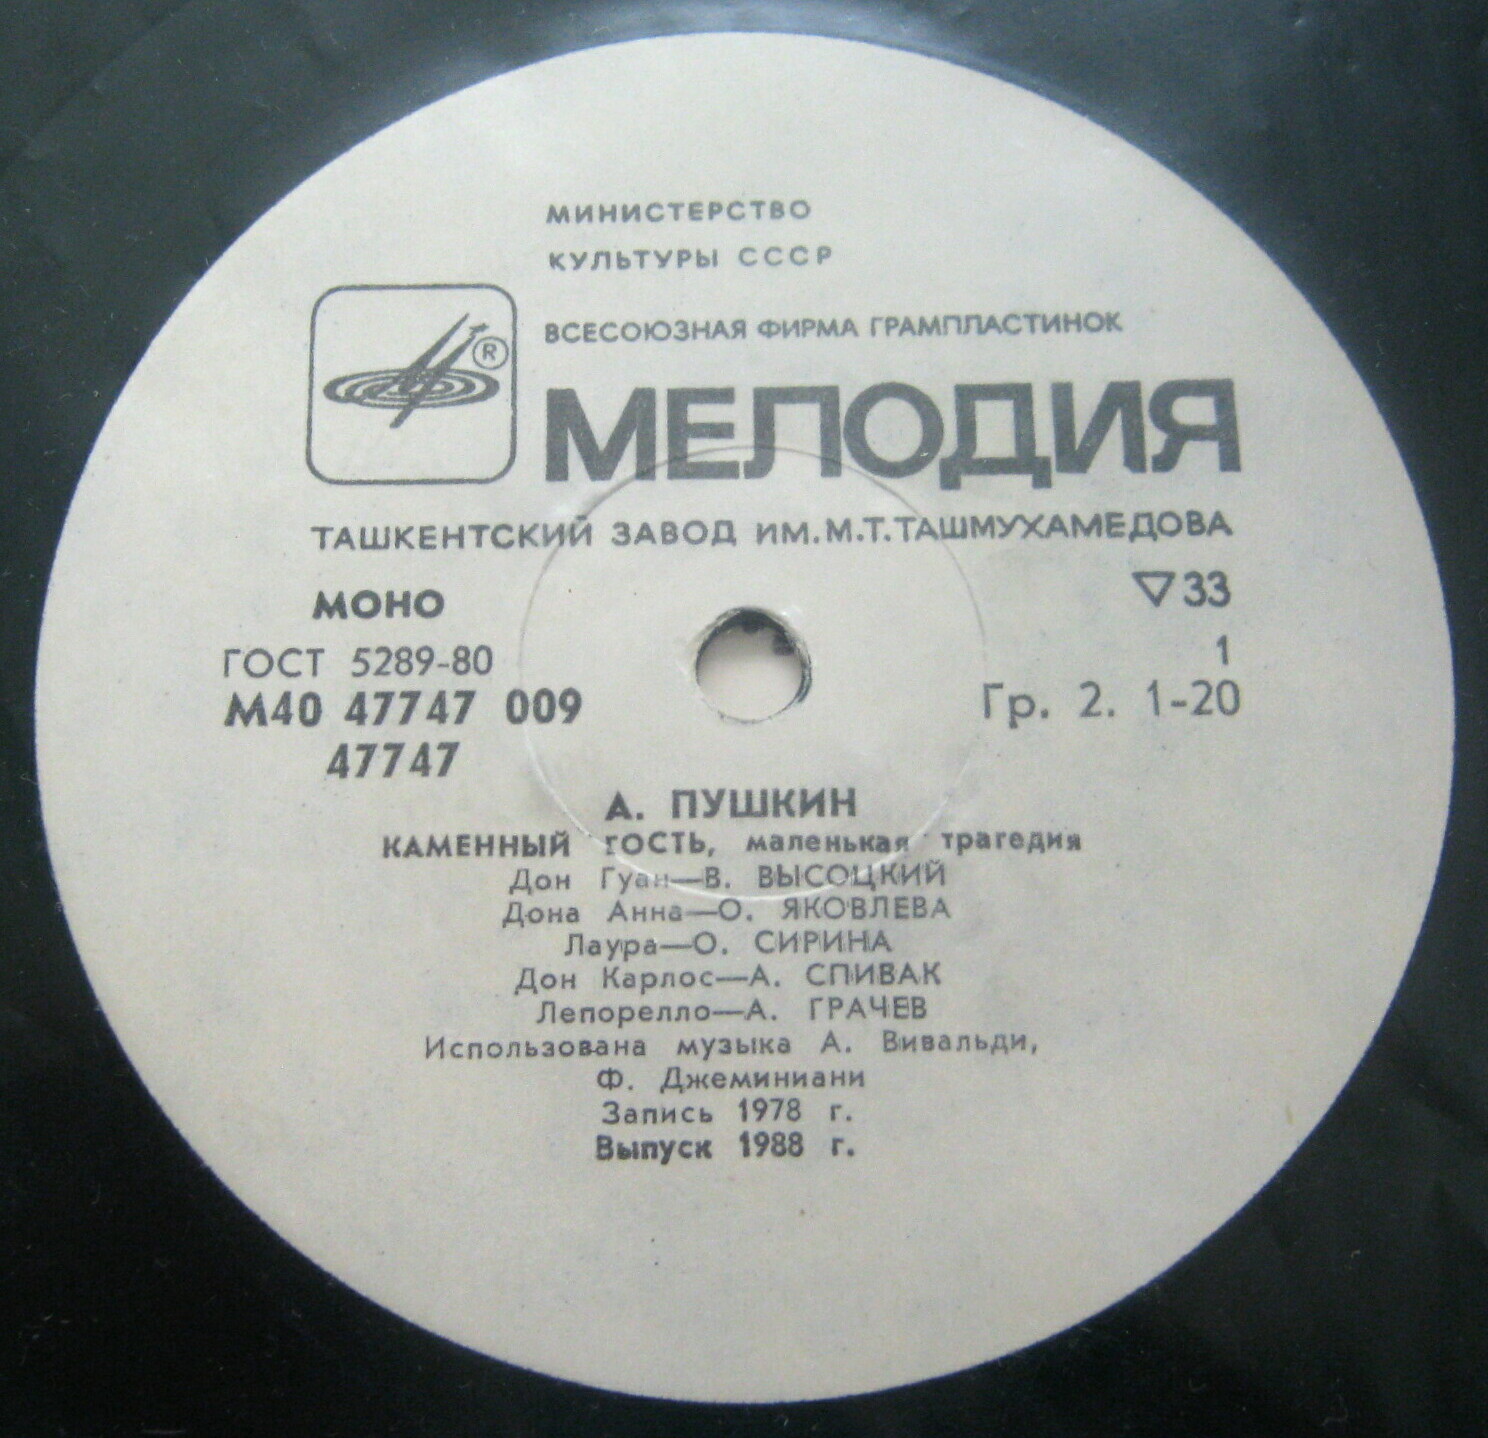 МИНИСТЕРСТВО
КУЛЬТУРЫ СССР
ВСЕСОЮЗНАЯ ФИРМА ГРАМПЛАСТИНОК
®
МЕЛОДИЯ
ТАШКЕНТСКИЙ ЗАВОД ИМ.М.Т.ТАШМУХАМЕДОВА
МОНО
▽33
ГОСТ 5289-80
1
М40 47747 009
Гр. 2. 1-20
47747
А. ПУШКИН
КАМЕННЫЙ ГОСТЬ, маленькая трагедия
Дон Гуан—В. ВЫСОЦКИЙ
Дона Анна—О. ЯКОВЛЕВА
Лаура—О. СИРИНА
Дон Карлос—А. СПИВАК
Лепорелло—А. ГРАЧЕВ
Использована музыка А. Вивальди,
Ф. Джеминиани
Запись 1978 г.
Выпуск 1988 г.